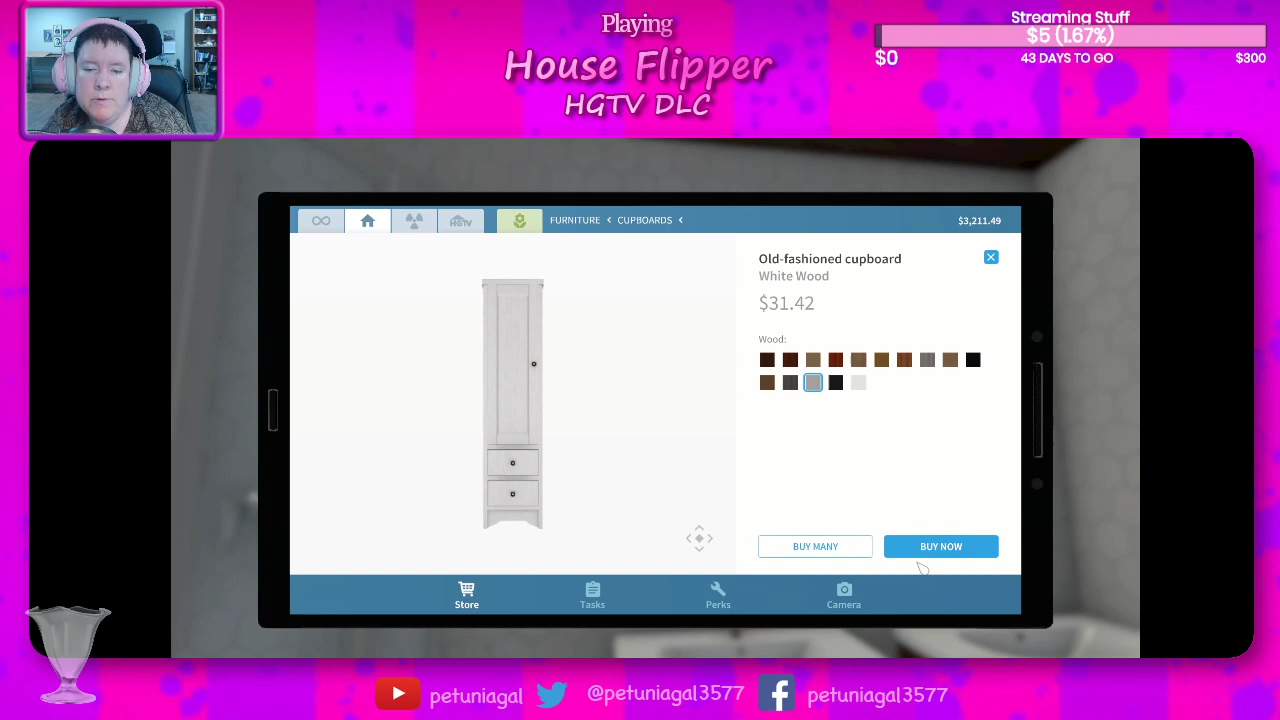 Playing
House Flipper
HGTV DLC
Streaming Stuff
$5 (1.67%)
$0
43 DAYS TO GO
$300
HGTV
FURNITURE < CUPBOARDS <
$3,211.49
Old-fashioned cupboard
White Wood
$31.42
Wood:
BUY MANY
BUY NOW
Store
Tasks
Perks
Camera
petuniagal
@petuniagal3577
petuniagal3577